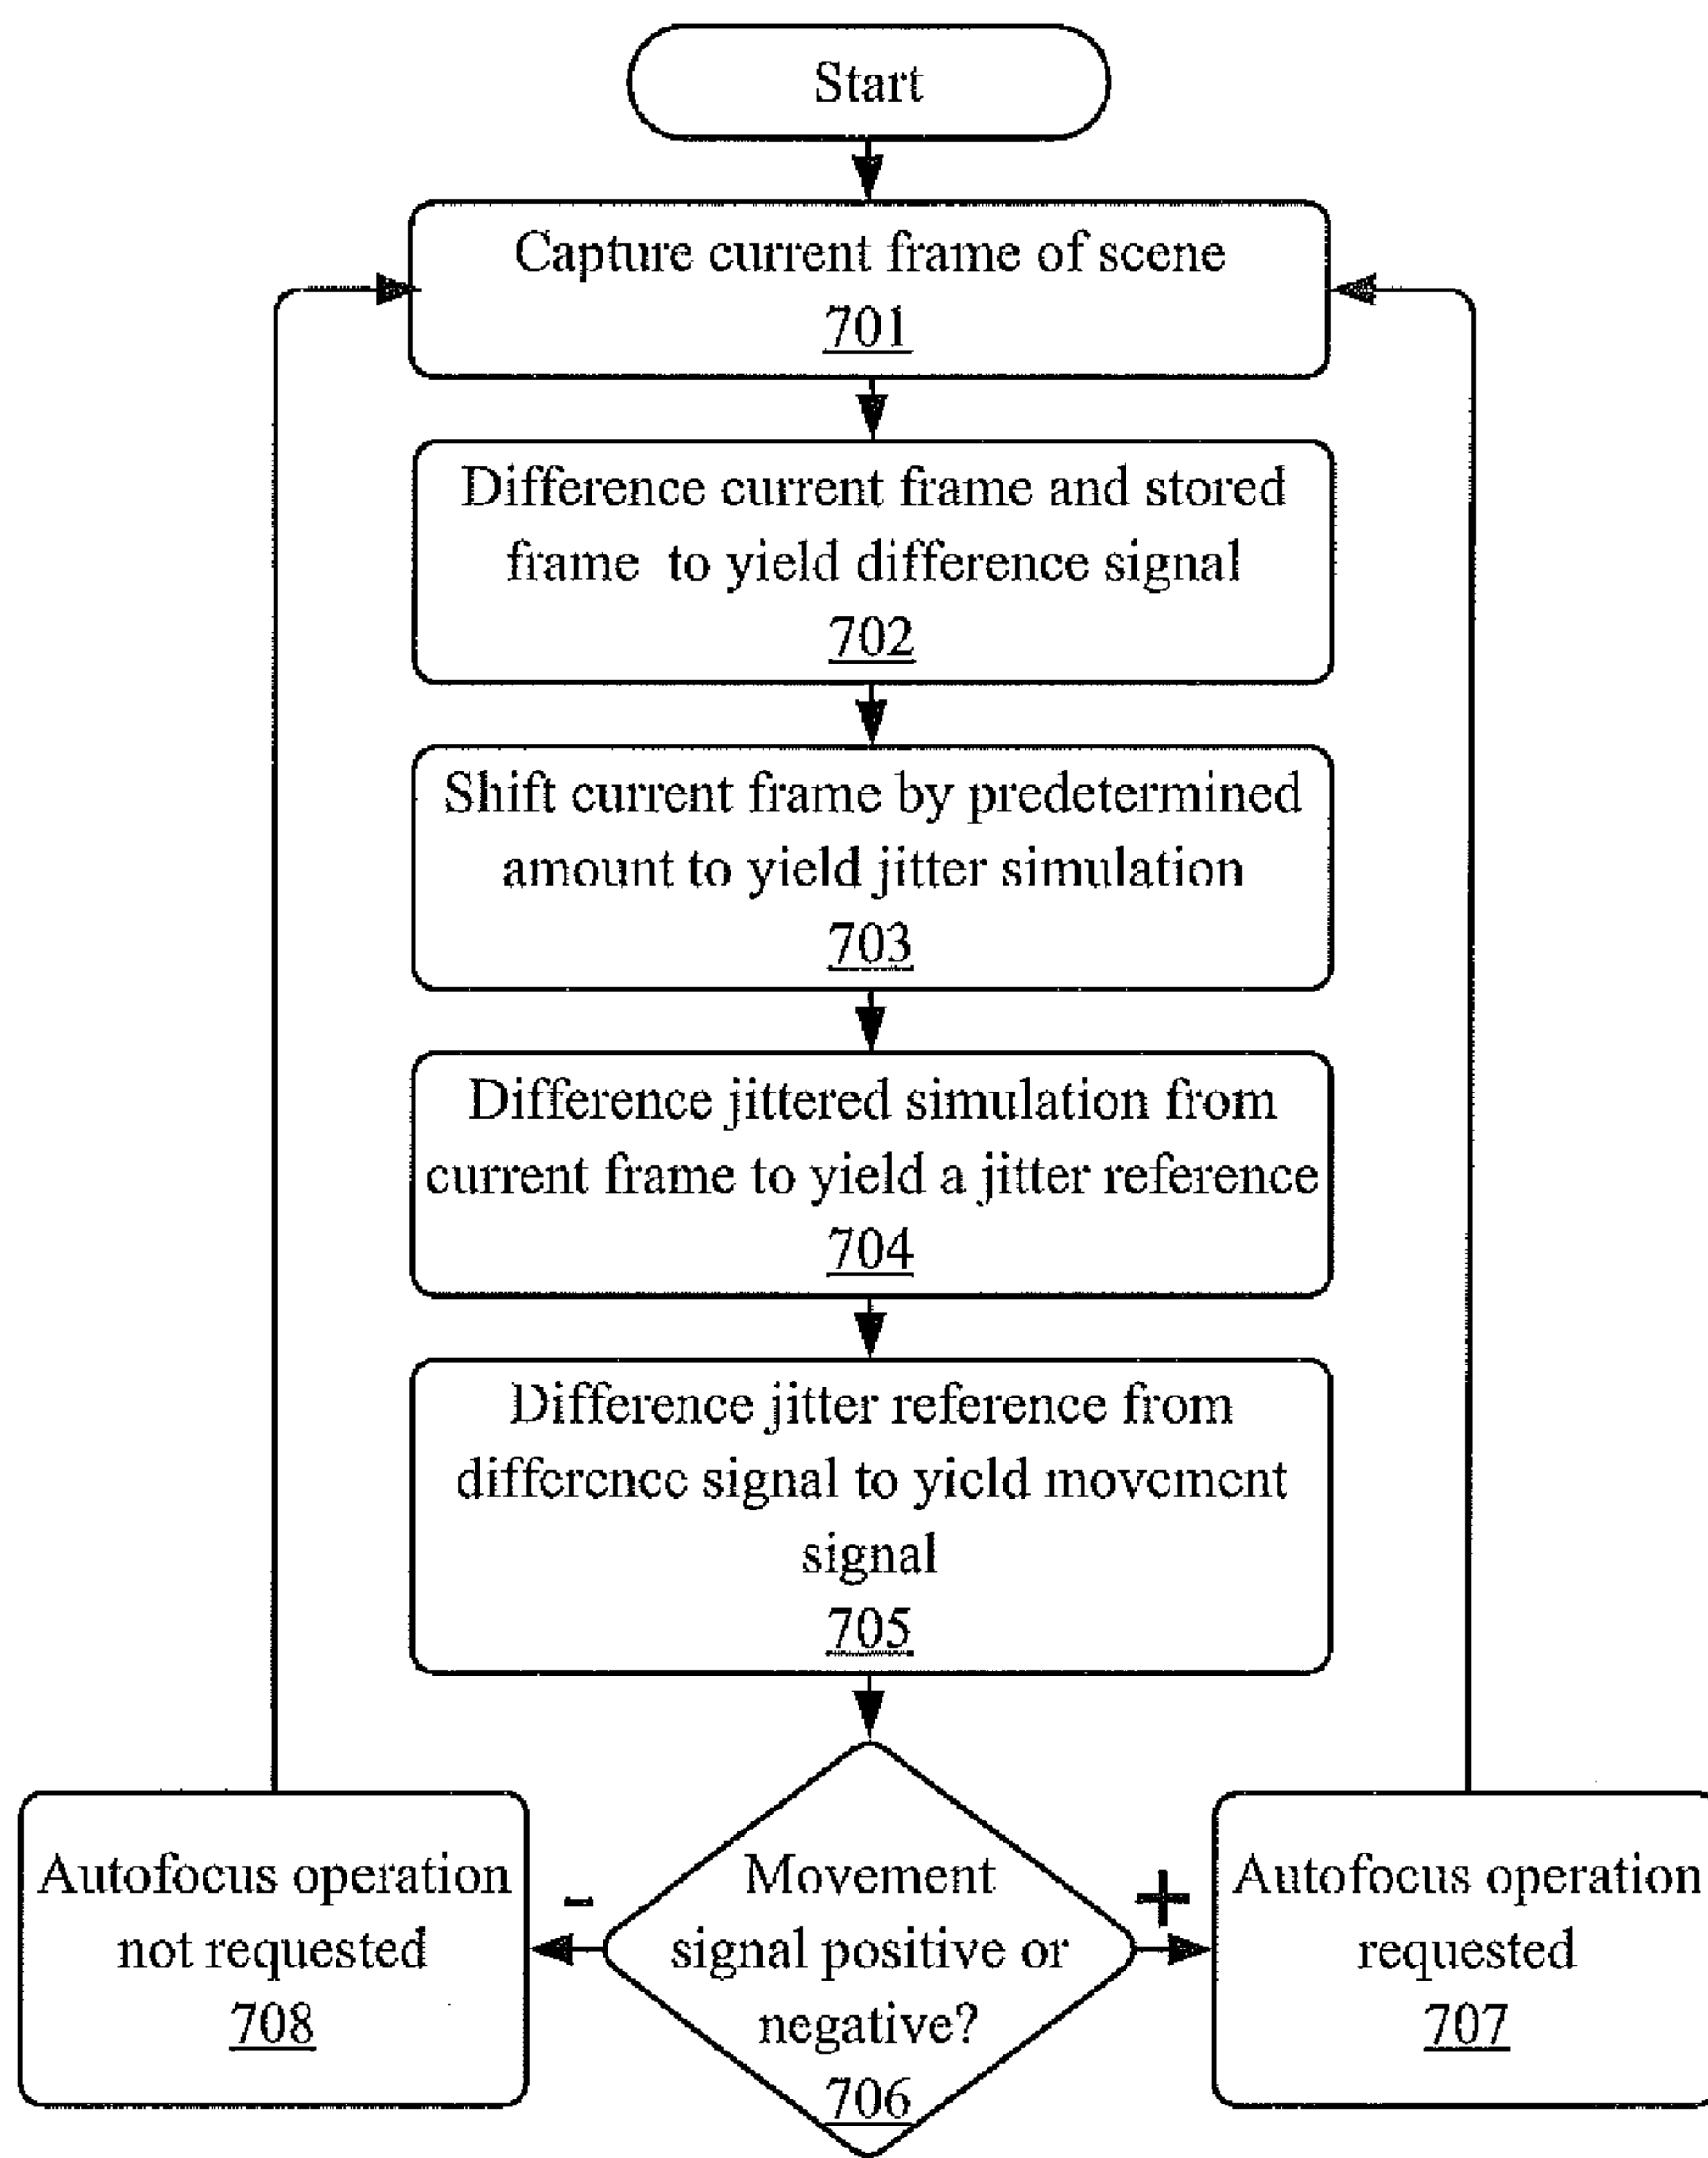 Start
Capture current frame of scene
701
Difference current frame and stored
frame to yield difference signal
702
Shift current frame by predetermined
amount to yield jitter simulation
703
Difference jittered simulation from
current frame to yield a jitter reference
704
Difference jitter reference from
difference signal to yield movement
signal
705
Movement
signal positive or
negative?
706
-
+
Autofocus operation
not requested
708
Autofocus operation
requested
707